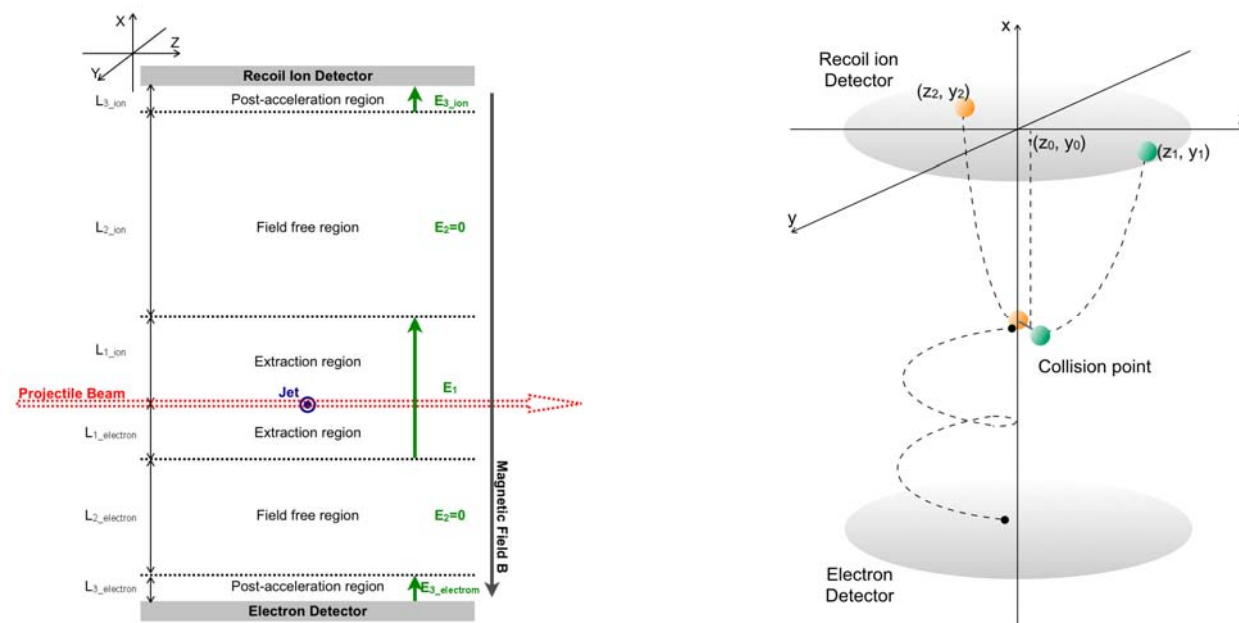 X
Z
Y
Recoil Ion Detector
L3_ion
Post-acceleration region
E3_ion
L2_ion
Field free region
E2=0
L1_ion
Extraction region
E1
Projectile Beam
Jet
L1_electron
Extraction region
L2_electron
Field free region
E2=0
Magnetic Field B
L3_electron
Post-acceleration region
E3_electrom
Electron Detector
x
Recoil Ion
Detector
(z2, y2)
(z0, y0)
(z1, y1)
y
Collision point
Electron
Detector